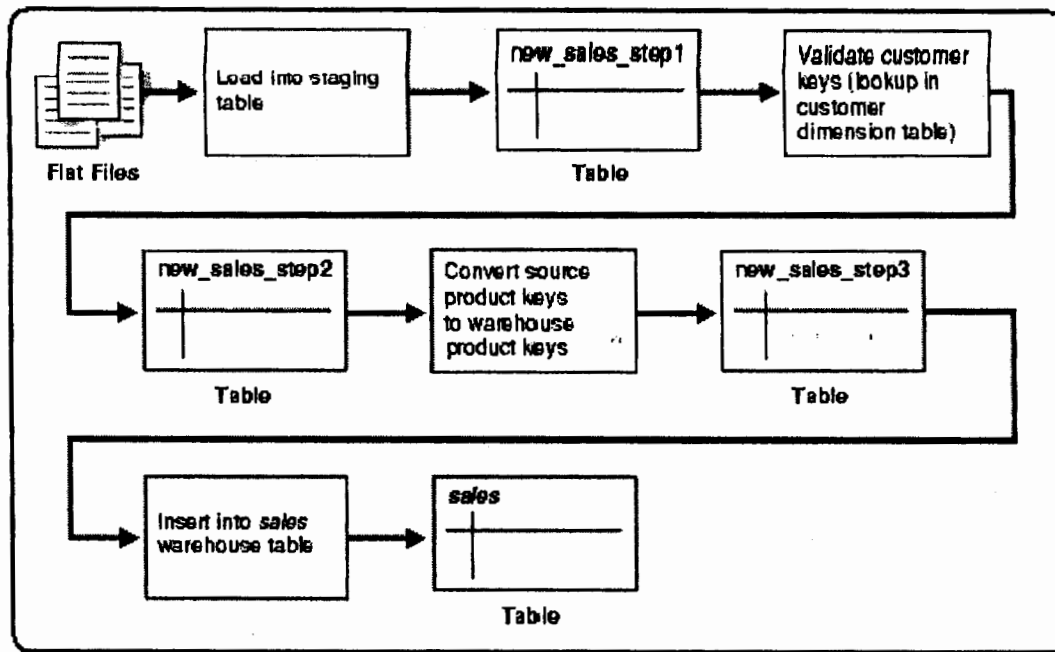 Load into staging
table
new_sales_step1
Validate customer
keys (lookup in
customer
dimension table)
Flat Files
Table
new_sales_step2
Convert source
product keys
to warehouse
product keys
new_sales_step3
Table
Table
Insert into sales
warehouse table
sales
Table